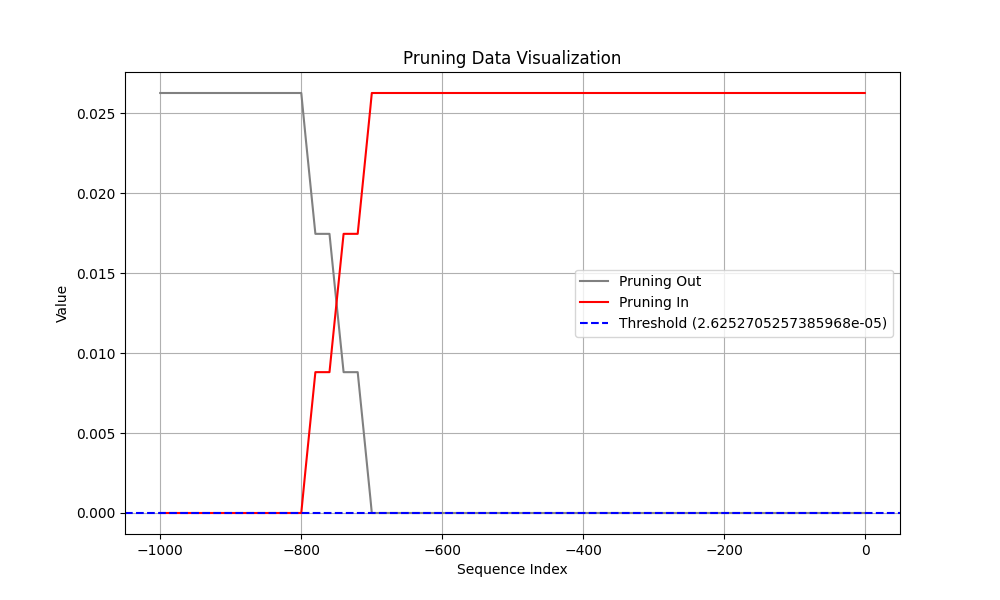 Pruning Data Visualization
Value
0.025
0.020
0.015
0.010
0.005
0.000
Pruning Out
Pruning In
Threshold (2.6252705257385968e-05)
−1000
−800
−600
−400
−200
0
Sequence Index